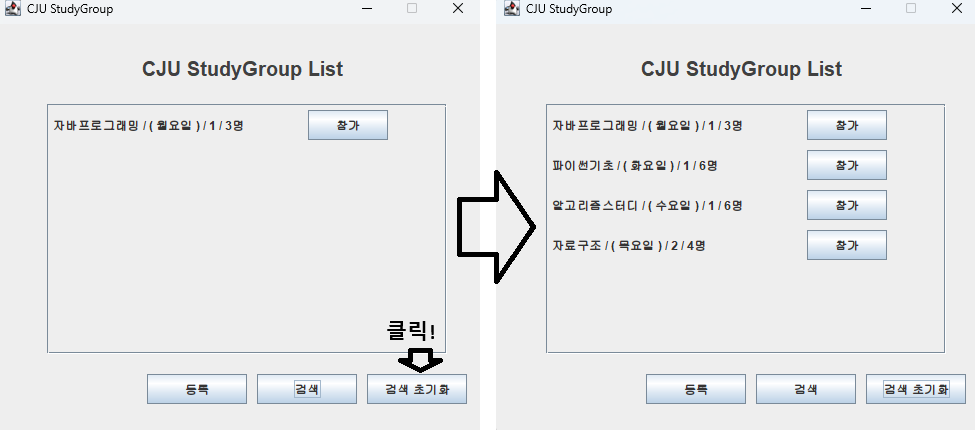 CJU StudyGroup
CJU StudyGroup List
자바프로그래밍 / ( 월요일 ) / 1 / 3명
참가
클릭!
등록
검색
검색 초기화
CJU StudyGroup
CJU StudyGroup List
자바프로그래밍 / ( 월요일 ) / 1 / 3명
참가
파이썬기초 / ( 화요일 ) / 1 / 6명
참가
알고리즘스터디 / ( 수요일 ) / 1 / 6명
참가
자료구조 / ( 목요일 ) / 2 / 4명
참가
등록
검색
검색 초기화